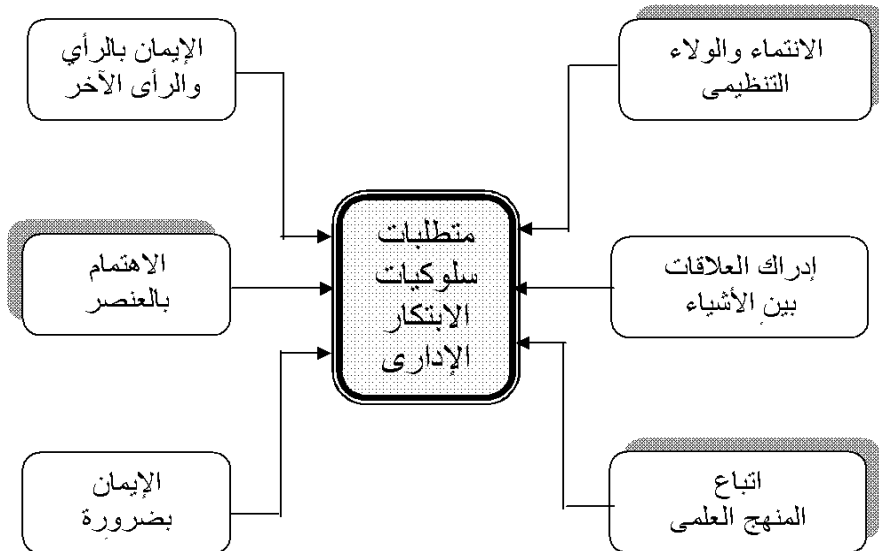 الانتماء والولاء
التنظيمى
الإيمان بالرأي
والرأى الآخر
متطلبات
سلوكيات
الابتكار
الإدارى
إدراك العلاقات
بين الأشياء
الاهتمام
بالعنصر
اتباع
المنهج العلمى
الإيمان
بضرورة